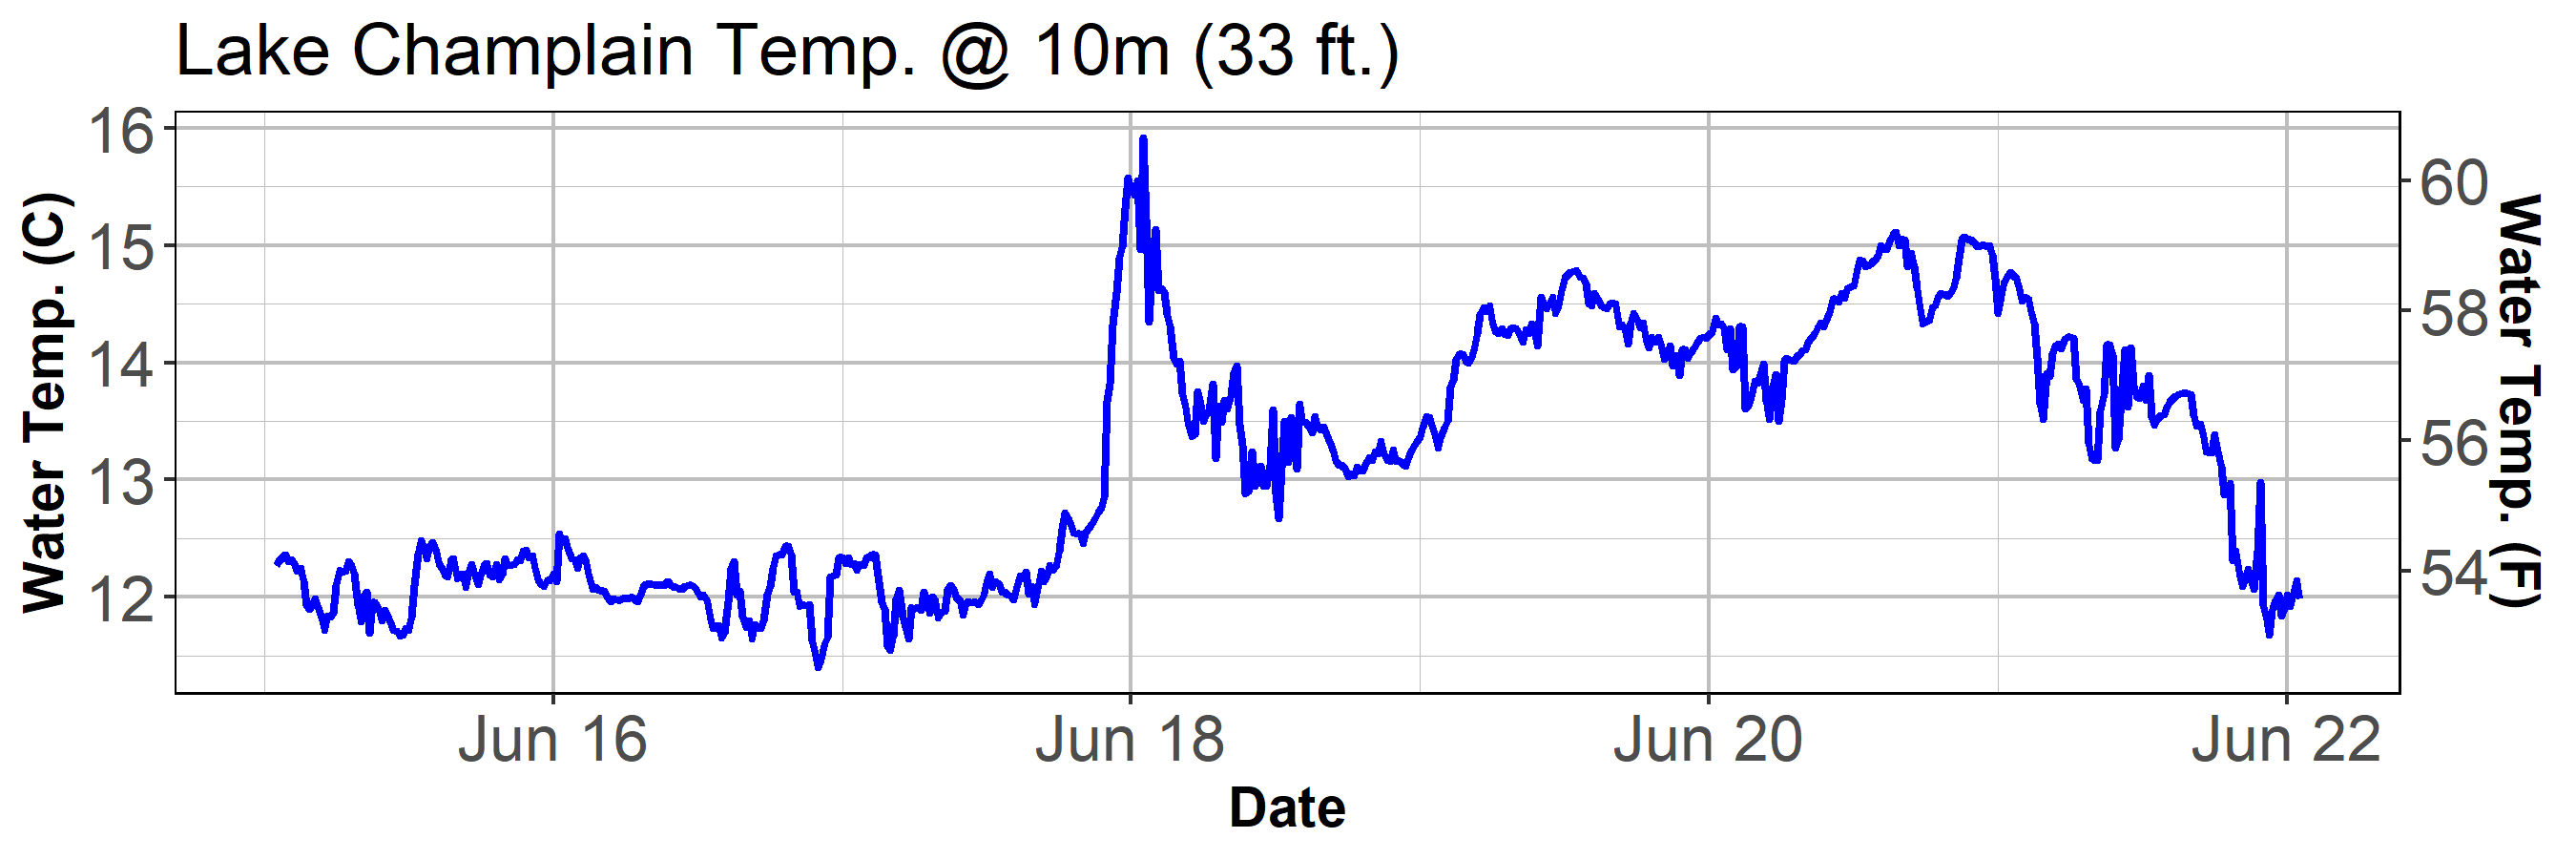 Lake Champlain Temp. @ 10m (33 ft.)
Water Temp. (C)
16
15
14
13
12
60
58
56
54
Water Temp. (F)
Jun 16
Jun 18
Jun 20
Jun 22
Date